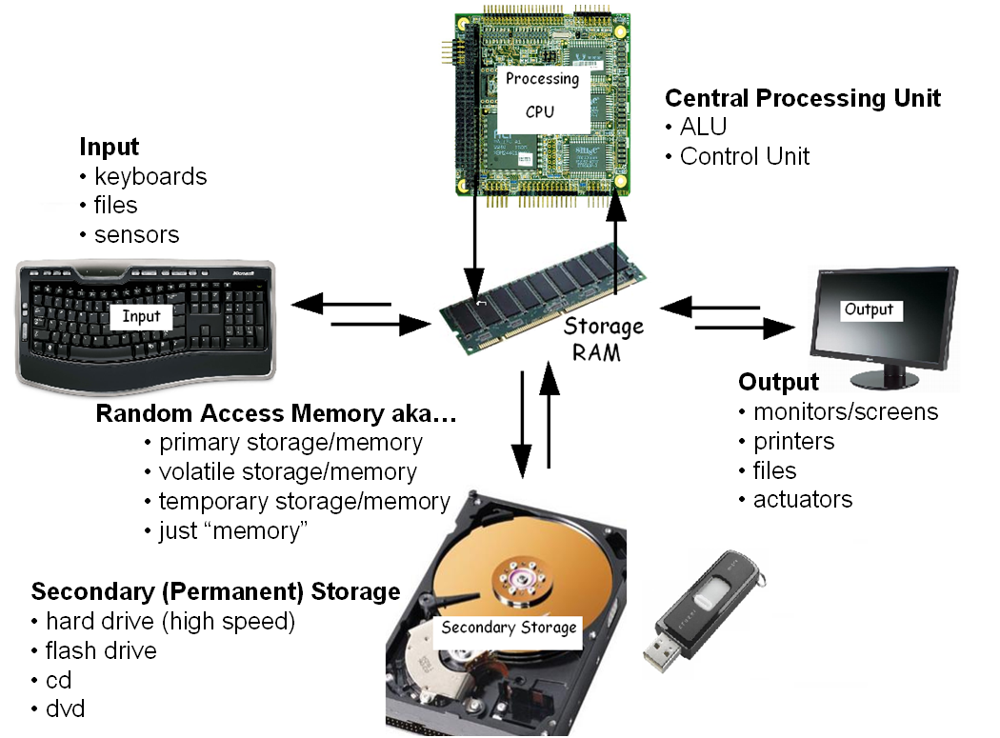 Processing
CPU
Central Processing Unit
• ALU
• Control Unit
Input
• keyboards
• files
• sensors
Microsoft
Input
Storage
RAM
Output
Output
• monitors/screens
• printers
• files
• actuators
Random Access Memory aka…
• primary storage/memory
• volatile storage/memory
• temporary storage/memory
• just “memory”
Secondary (Permanent) Storage
• hard drive (high speed)
• flash drive
• cd
• dvd
Secondary Storage